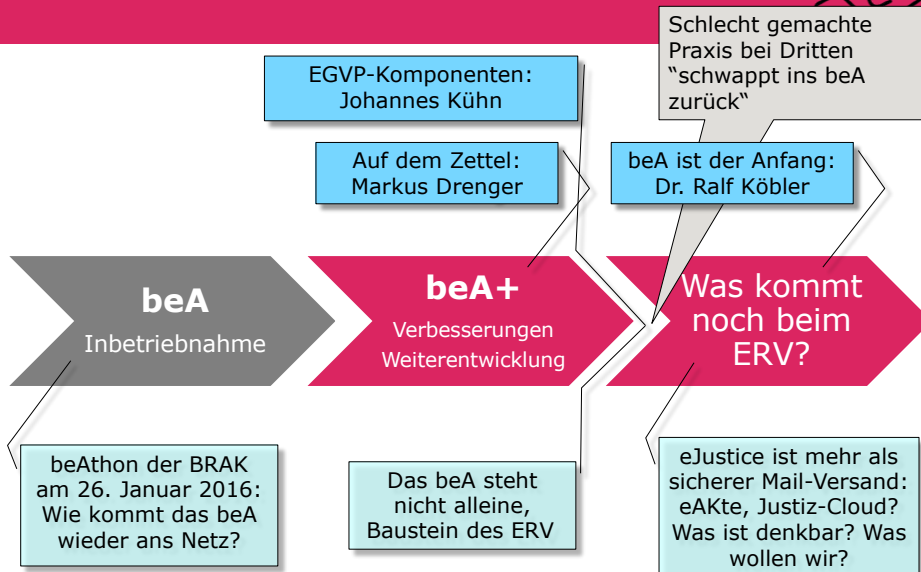 Schlecht gemachte
Praxis bei Dritten
“schwappt ins beA
zurück“
EGVP-Komponenten:
Johannes Kühn
Auf dem Zettel:
Markus Drenger
beA ist der Anfang:
Dr. Ralf Köbler
beA
Inbetriebnahme
beA+
Verbesserungen
Weiterentwicklung
Was kommt
noch beim
ERV?
beAthon der BRAK
am 26. Januar 2016:
Wie kommt das beA
wieder ans Netz?
Das beA steht
nicht alleine,
Baustein des ERV
eJustice ist mehr als
sicherer Mail-Versand:
eAKte, Justiz-Cloud?
Was ist denkbar? Was
wollen wir?